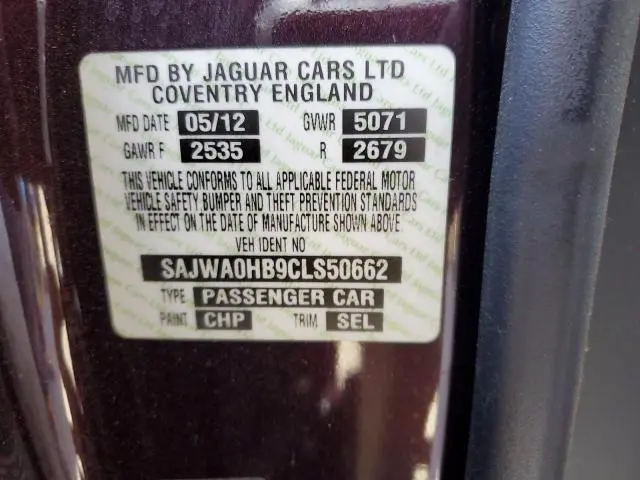 MFD BY JAGUAR CARS LTD
COVENTRY ENGLAND
MFD DATE 05/12 GVWR 5071
GAWR F 2535 R 2679
THIS VEHICLE CONFORMS TO ALL APPLICABLE FEDERAL MOTOR
VEHICLE SAFETY BUMPER AND THEFT PREVENTION STANDARDS
IN EFFECT ON THE DATE OF MANUFACTURE SHOWN ABOVE.
VEH IDENT NO
SAJWA0HB9CLS50662
TYPE PASSENGER CAR
PAINT CHP TRIM SEL